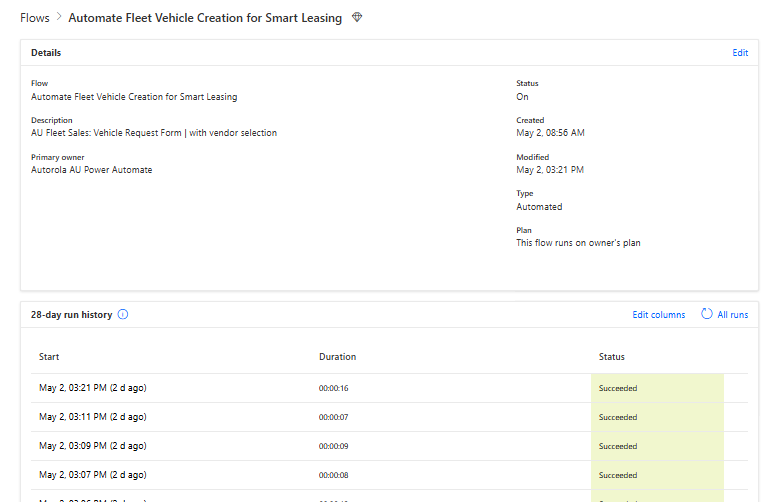 Flows > Automate Fleet Vehicle Creation for Smart Leasing
Details
Edit
Flow
Automate Fleet Vehicle Creation for Smart Leasing
Description
AU Fleet Sales: Vehicle Request Form | with vendor selection
Primary owner
Autorola AU Power Automate
Status
On
Created
May 2, 08:56 AM
Modified
May 2, 03:21 PM
Type
Automated
Plan
This flow runs on owner's plan
28-day run history
Edit columns
All runs
Start Duration Status
May 2, 03:21 PM (2 d ago) 00:00:16 Succeeded
May 2, 03:11 PM (2 d ago) 00:00:07 Succeeded
May 2, 03:09 PM (2 d ago) 00:00:09 Succeeded
May 2, 03:07 PM (2 d ago) 00:00:08 Succeeded